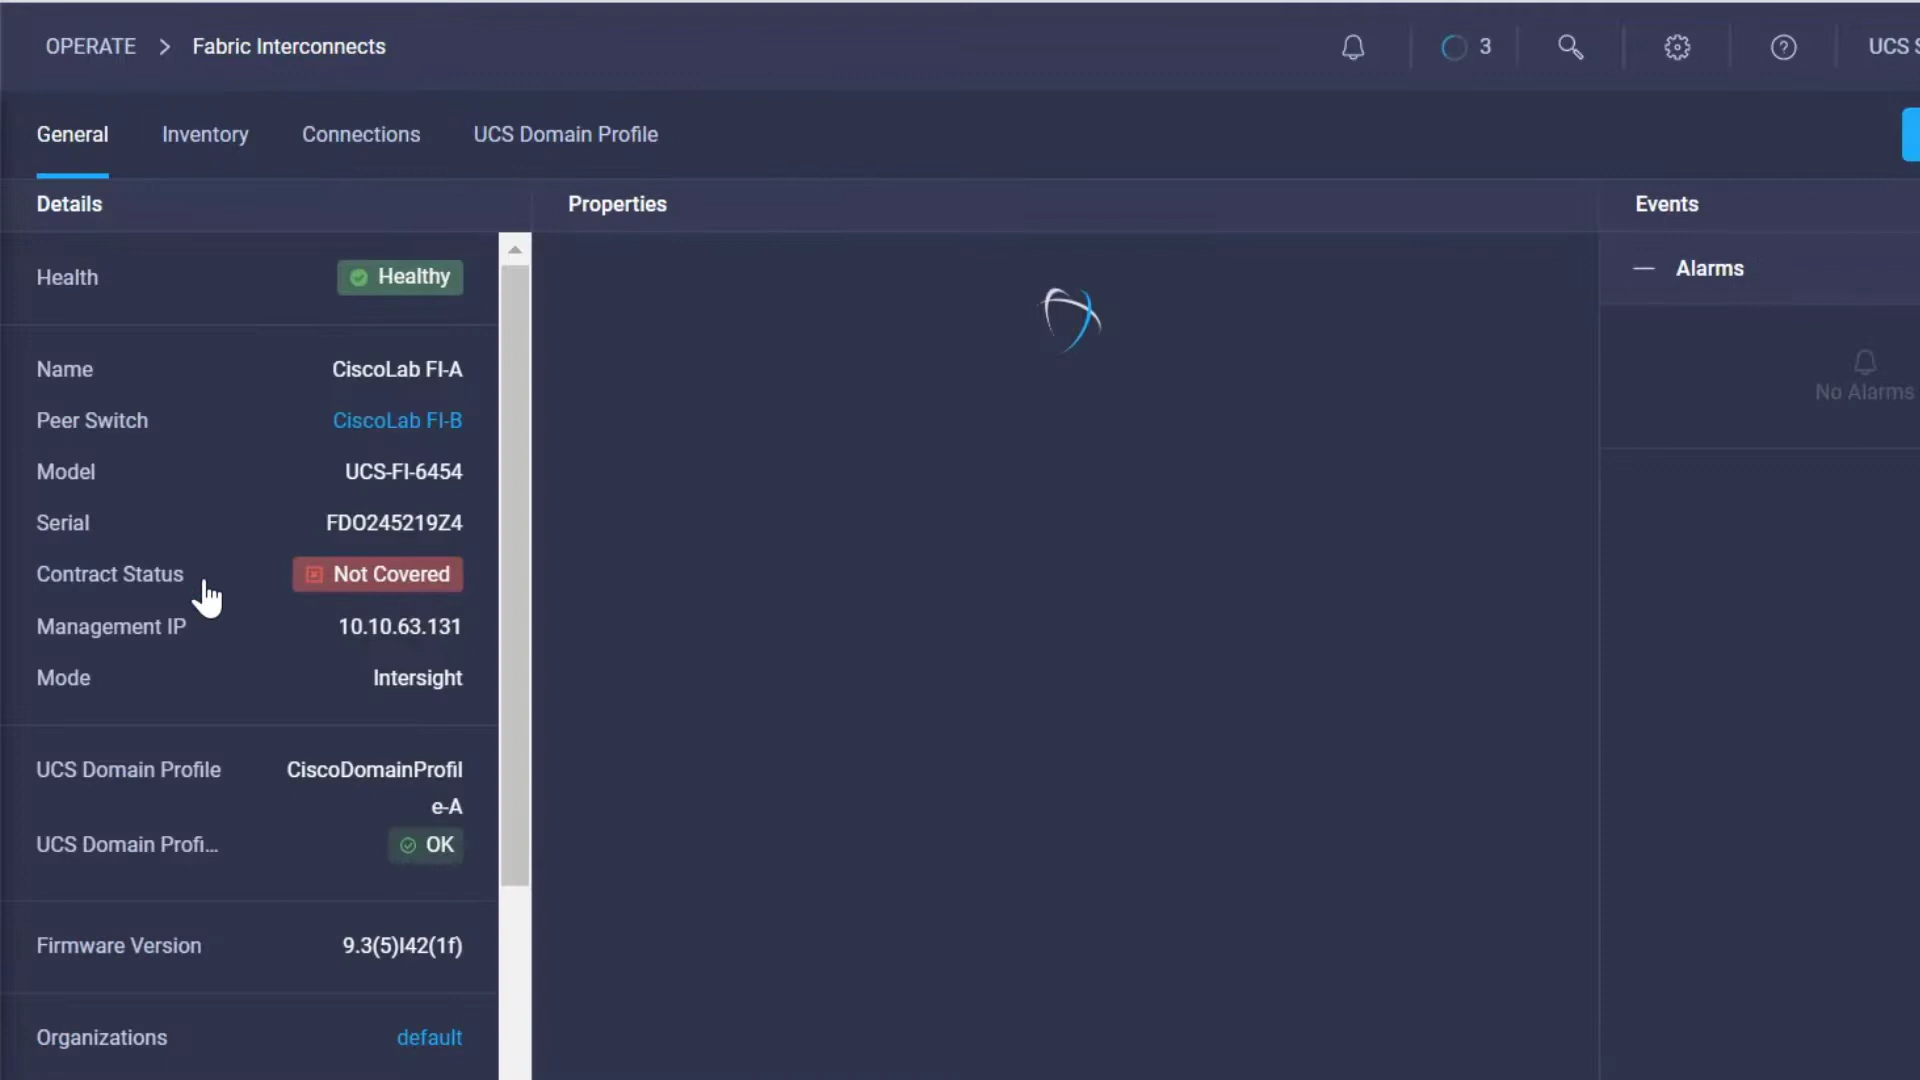 OPERATE > Fabric Interconnects
3
UCS S
General
Inventory
Connections
UCS Domain Profile
Details
Properties
Events
Health
Healthy
Alarms
No Alarms
Name
CiscoLab FI-A
Peer Switch
CiscoLab FI-B
Model
UCS-FI-6454
Serial
FDO245219Z4
Contract Status
Not Covered
Management IP
10.10.63.131
Mode
Intersight
UCS Domain Profile
CiscoDomainProfil
e-A
UCS Domain Profi...
OK
Firmware Version
9.3(5)I42(1f)
Organizations
default